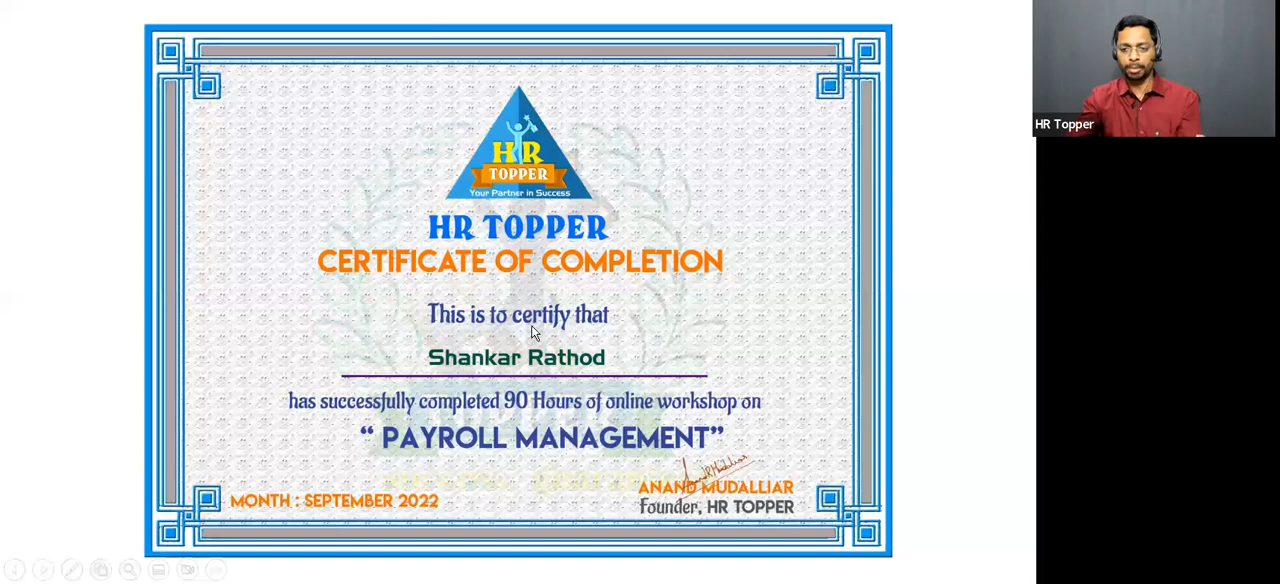 HR
TOPPER
Your Partner in Success
HR TOPPER
CERTIFICATE OF COMPLETION
This is to certify that
Shankar Rathod
has successfully completed 90 Hours of online workshop on
“ PAYROLL MANAGEMENT”
MONTH : SEPTEMBER 2022
ANAND MUDALLIAR
Founder, HR TOPPER
HR Topper